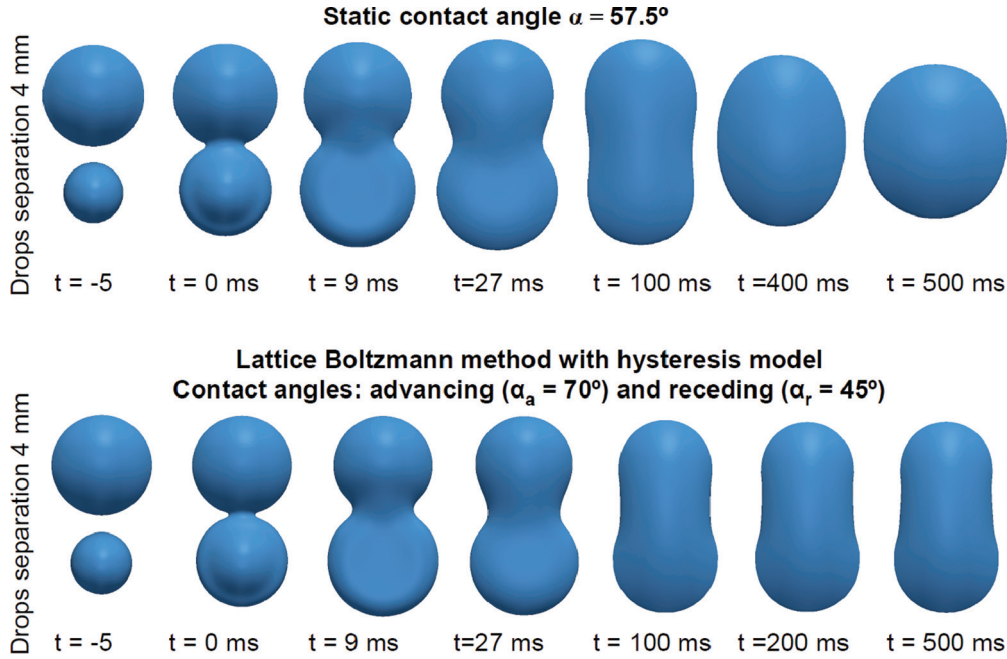 Static contact angle α = 57.5º
Drops separation 4 mm
t = -5 t = 0 ms t = 9 ms t=27 ms t = 100 ms t =400 ms t = 500 ms
Lattice Boltzmann method with hysteresis model
Contact angles: advancing (αa = 70º) and receding (αr = 45º)
Drops separation 4 mm
t = -5 t = 0 ms t = 9 ms t=27 ms t = 100 ms t = 200 ms t = 500 ms